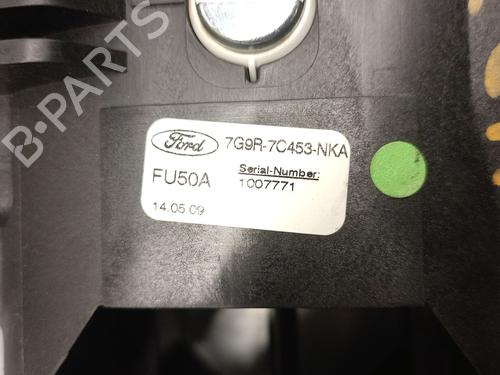 B-PARTS
Ford 7G9R-7C453-NKA
FU50A Serial-Number:
1007771
14.05.09